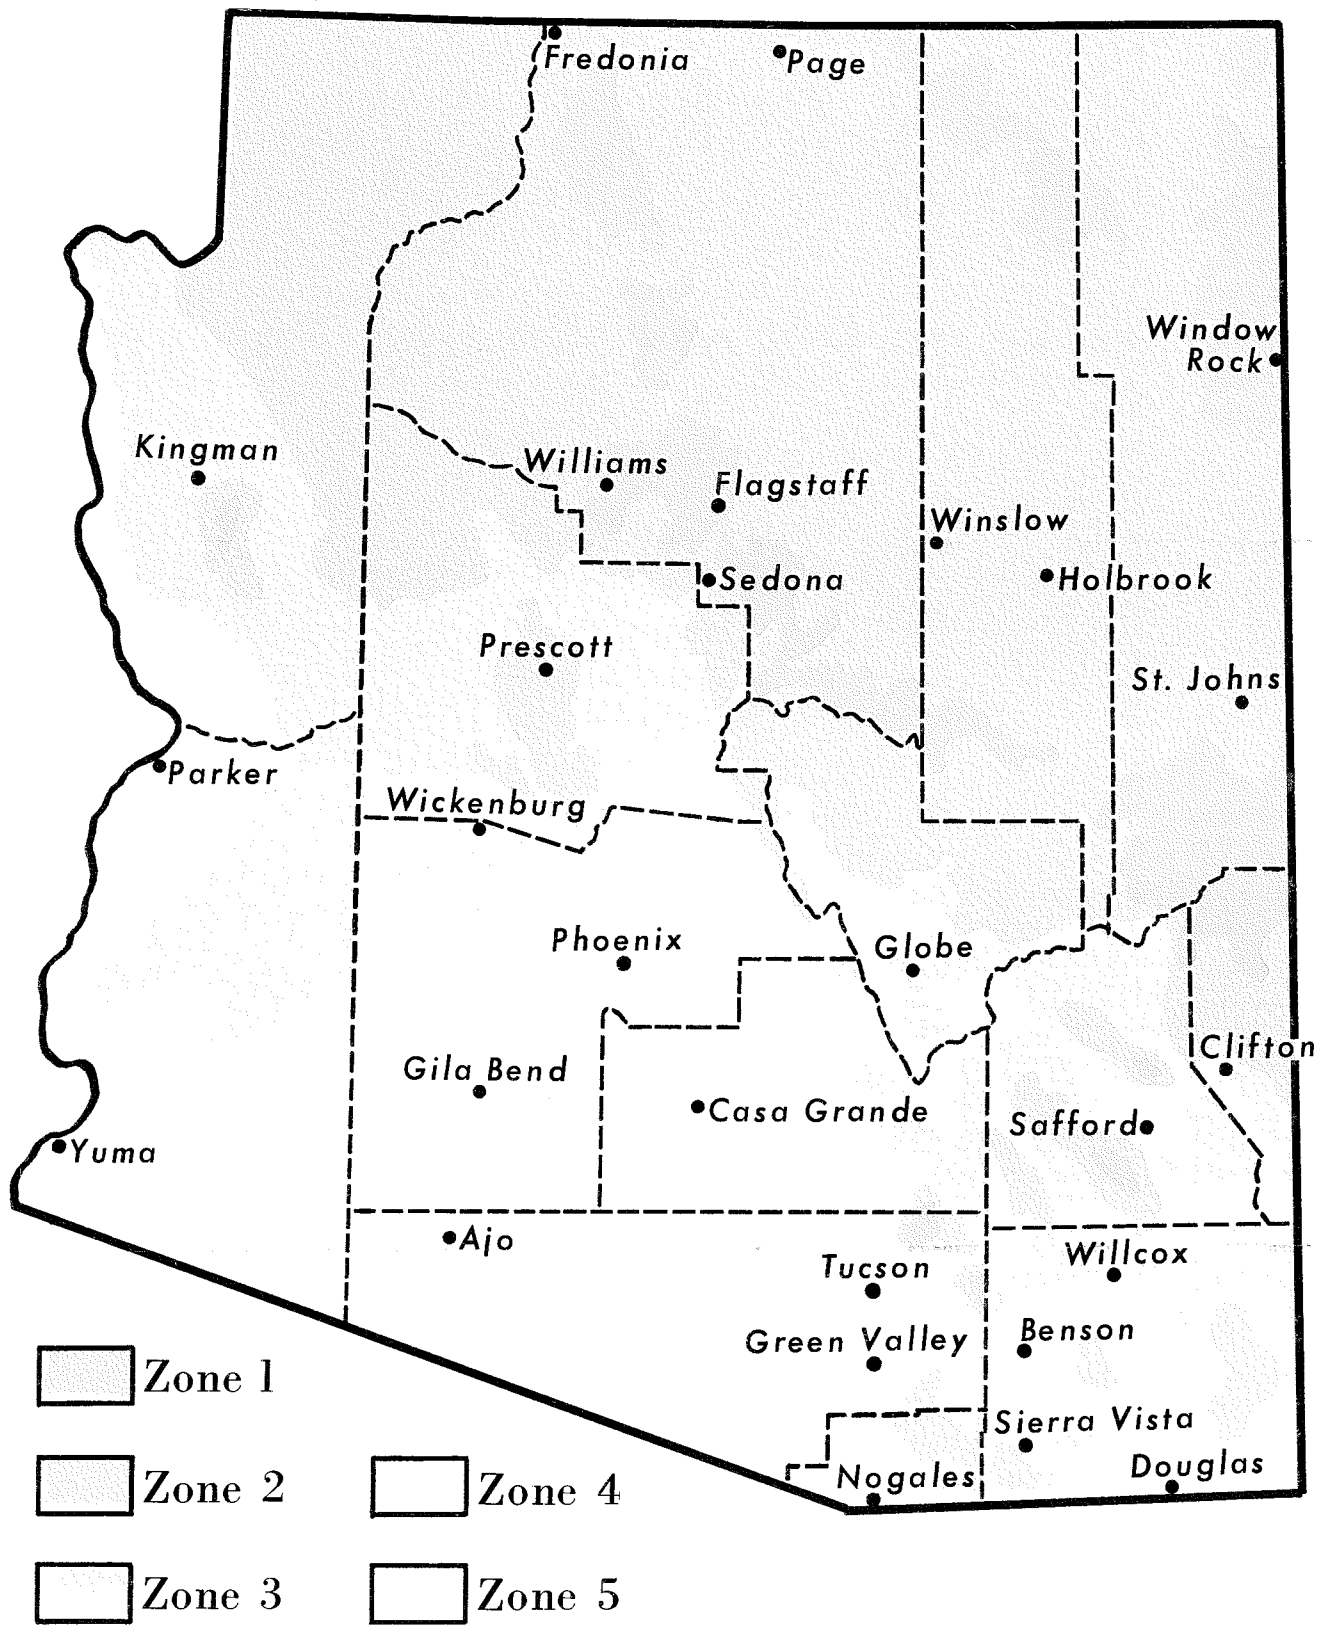 Fredonia
Page
Window
Rock
Kingman
Williams
Flagstaff
Winslow
Holbrook
Sedona
Prescott
St. Johns
Parker
Wickenburg
Phoenix
Globe
Gila Bend
Clifton
Casa Grande
Safford
Yuma
Ajo
Willcox
Tucson
Benson
Green Valley
Sierra Vista
Douglas
Nogales
Zone 1
Zone 2
Zone 4
Zone 3
Zone 5